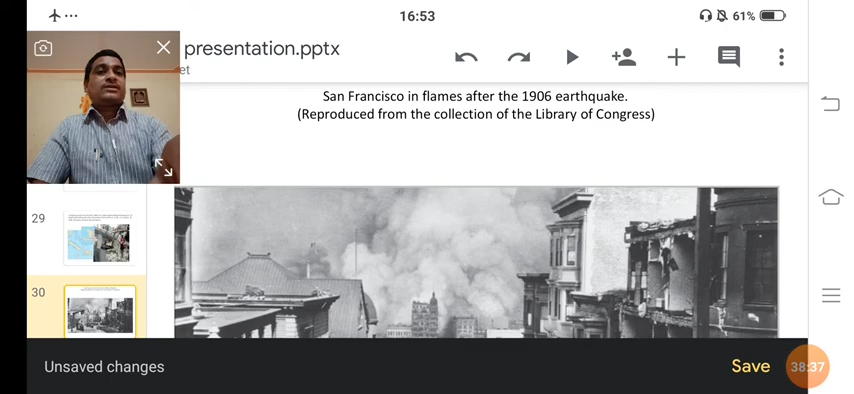 16:53
61%
presentation.pptx
et
San Francisco in flames after the 1906 earthquake.
(Reproduced from the collection of the Library of Congress)
29
30
Unsaved changes
Save
38:37